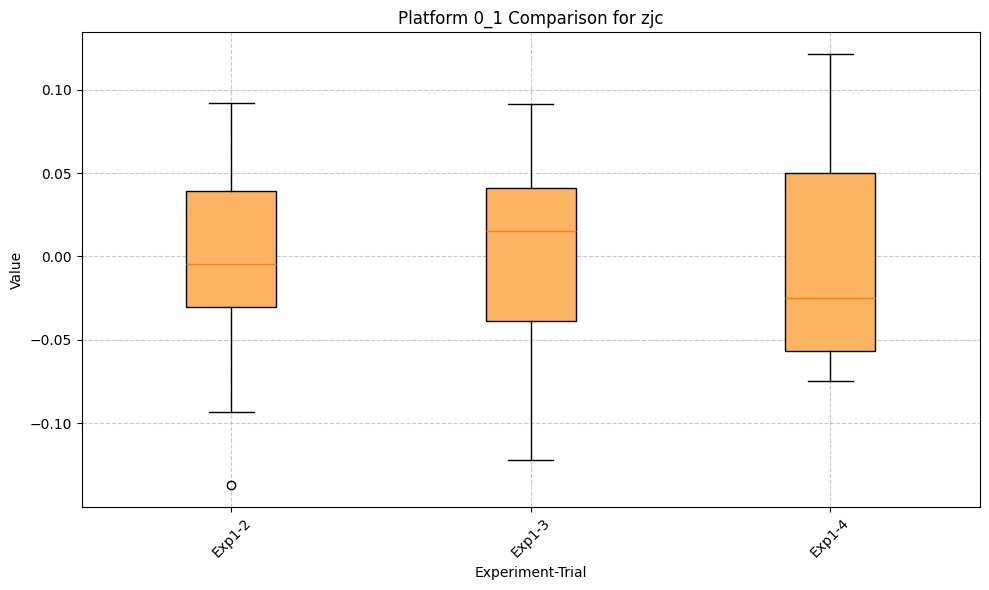 Platform 0_1 Comparison for zjc
0.10
0.05
0.00
−0.05
−0.10
Value
Exp1-2
Exp1-3
Exp1-4
Experiment-Trial